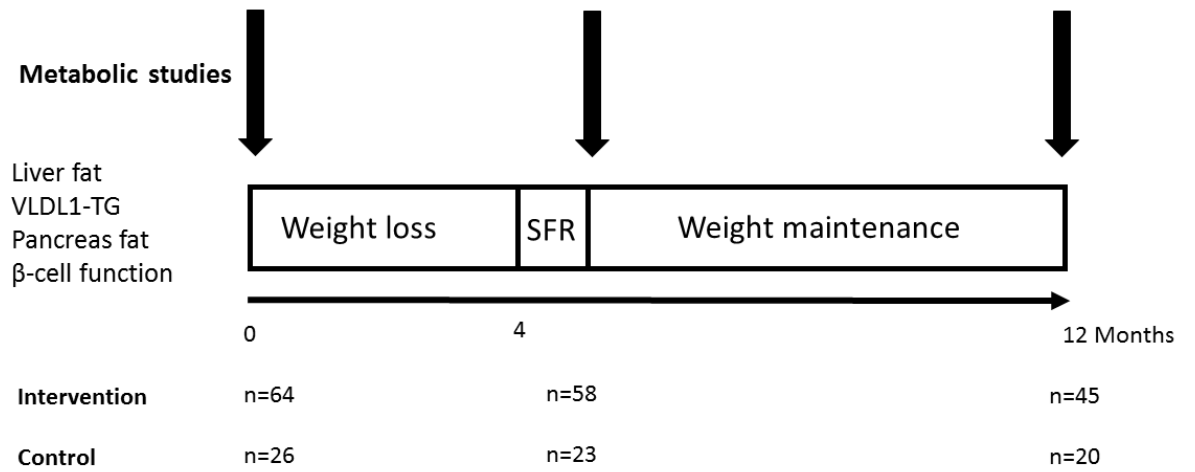 Metabolic studies
Liver fat
VLDL1-TG
Pancreas fat
β-cell function
Weight loss
SFR
Weight maintenance
0
4
12 Months
Intervention
n=64
n=58
n=45
Control
n=26
n=23
n=20